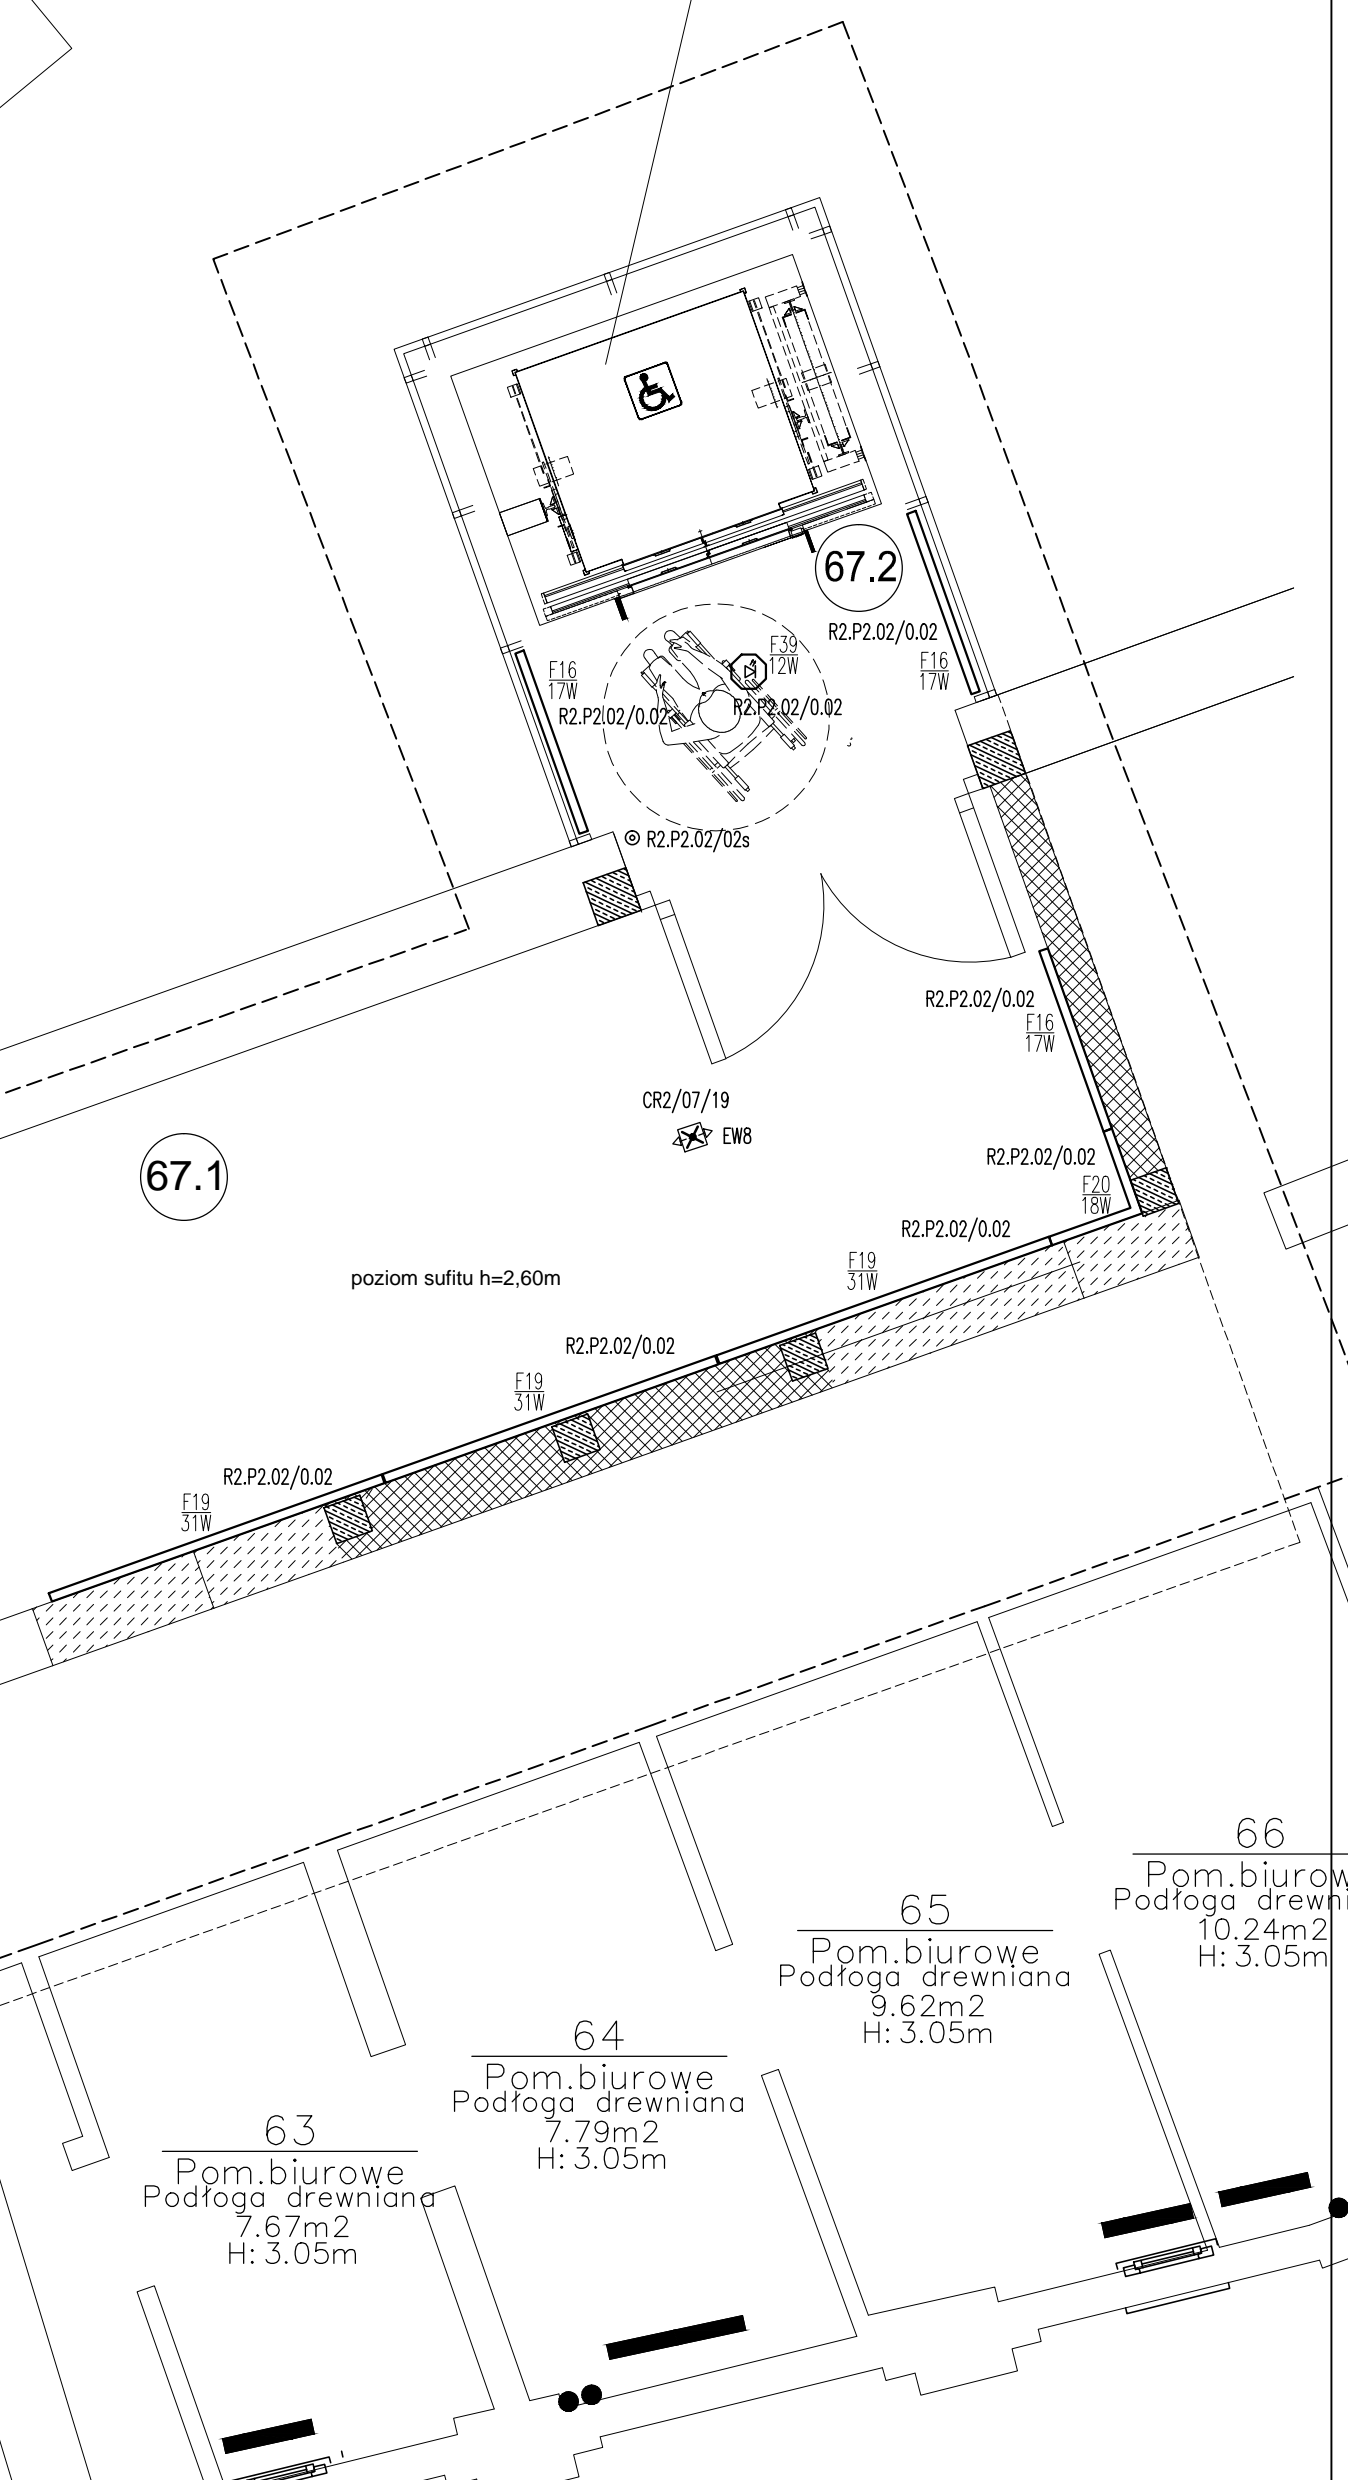 67.2
R2.P2.02/0.02
F16
17W
F39
12W
R2.P2.02/0.02
F16
17W
R2.P2.02/0.02
R2.P2.02/02s
R2.P2.02/0.02
F16
17W
CR2/07/19
EW8
67.1
R2.P2.02/0.02
F20
18W
R2.P2.02/0.02
F19
31W
poziom sufitu h=2,60m
R2.P2.02/0.02
F19
31W
R2.P2.02/0.02
F19
31W
66
Pom.biurow
Podłoga drewni
10.24m2
H: 3.05m
65
Pom.biurowe
Podłoga drewniana
9.62m2
H: 3.05m
64
Pom.biurowe
Podłoga drewniana
7.79m2
H: 3.05m
63
Pom.biurowe
Podłoga drewniana
7.67m2
H: 3.05m